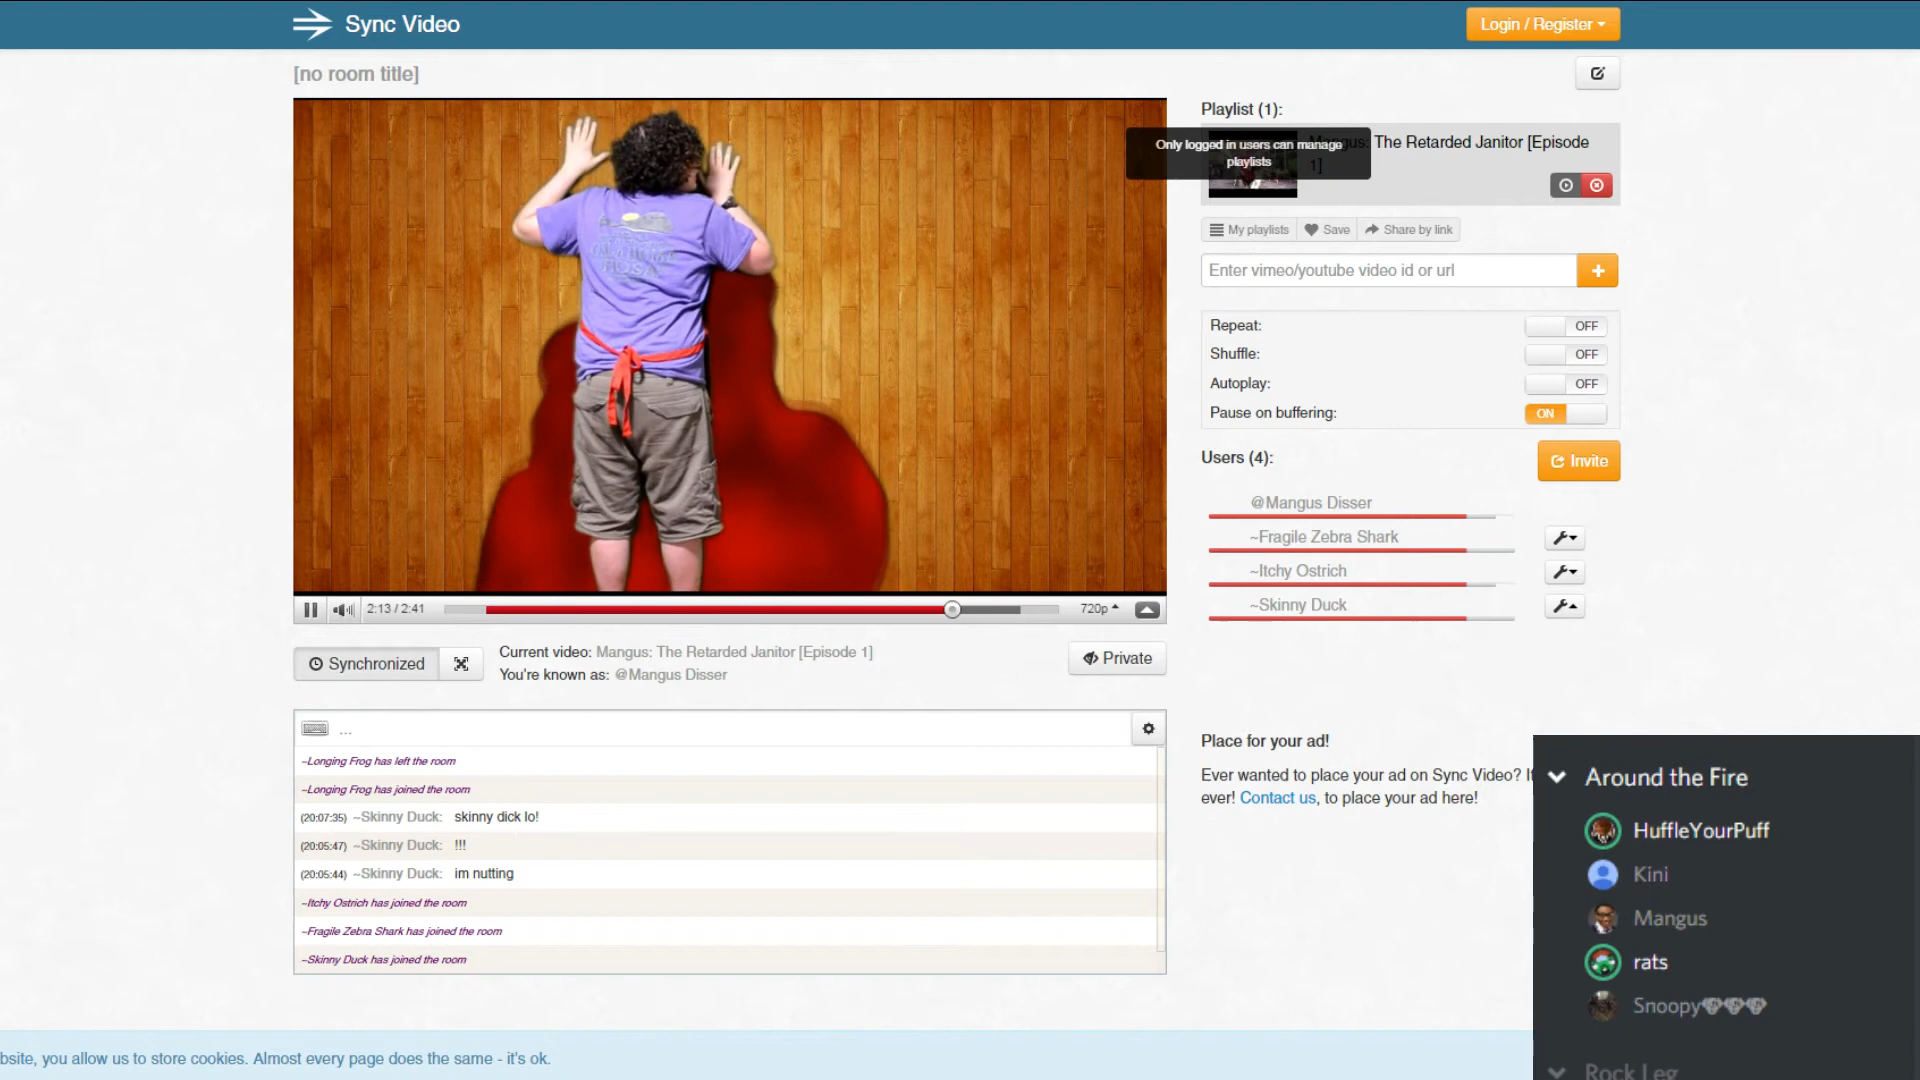 Sync Video
Login / Register
[no room title]
Playlist (1):
Only logged in users can manage playlists
Mangus: The Retarded Janitor [Episode 1]
My playlists
Save
Share by link
Enter vimeo/youtube video id or url
Repeat:
OFF
Shuffle:
OFF
Autoplay:
OFF
Pause on buffering:
ON
Users (4):
Invite
@Mangus Disser
~Fragile Zebra Shark
~Itchy Ostrich
~Skinny Duck
2:13 / 2:41
720p
Synchronized
Current video: Mangus: The Retarded Janitor [Episode 1]
You're known as: @Mangus Disser
Private
...
~Longing Frog has left the room
~Longing Frog has joined the room
(20:07:35) ~Skinny Duck: skinny dick lo!
(20:05:47) ~Skinny Duck: !!!
(20:05:44) ~Skinny Duck: im nutting
~Itchy Ostrich has joined the room
~Fragile Zebra Shark has joined the room
~Skinny Duck has joined the room
Place for your ad!
Ever wanted to place your ad on Sync Video?
ever! Contact us, to place your ad here!
Around the Fire
HuffleYourPuff
Kini
Mangus
rats
Snoopy
Rock Leg
bsite, you allow us to store cookies. Almost every page does the same - it's ok.